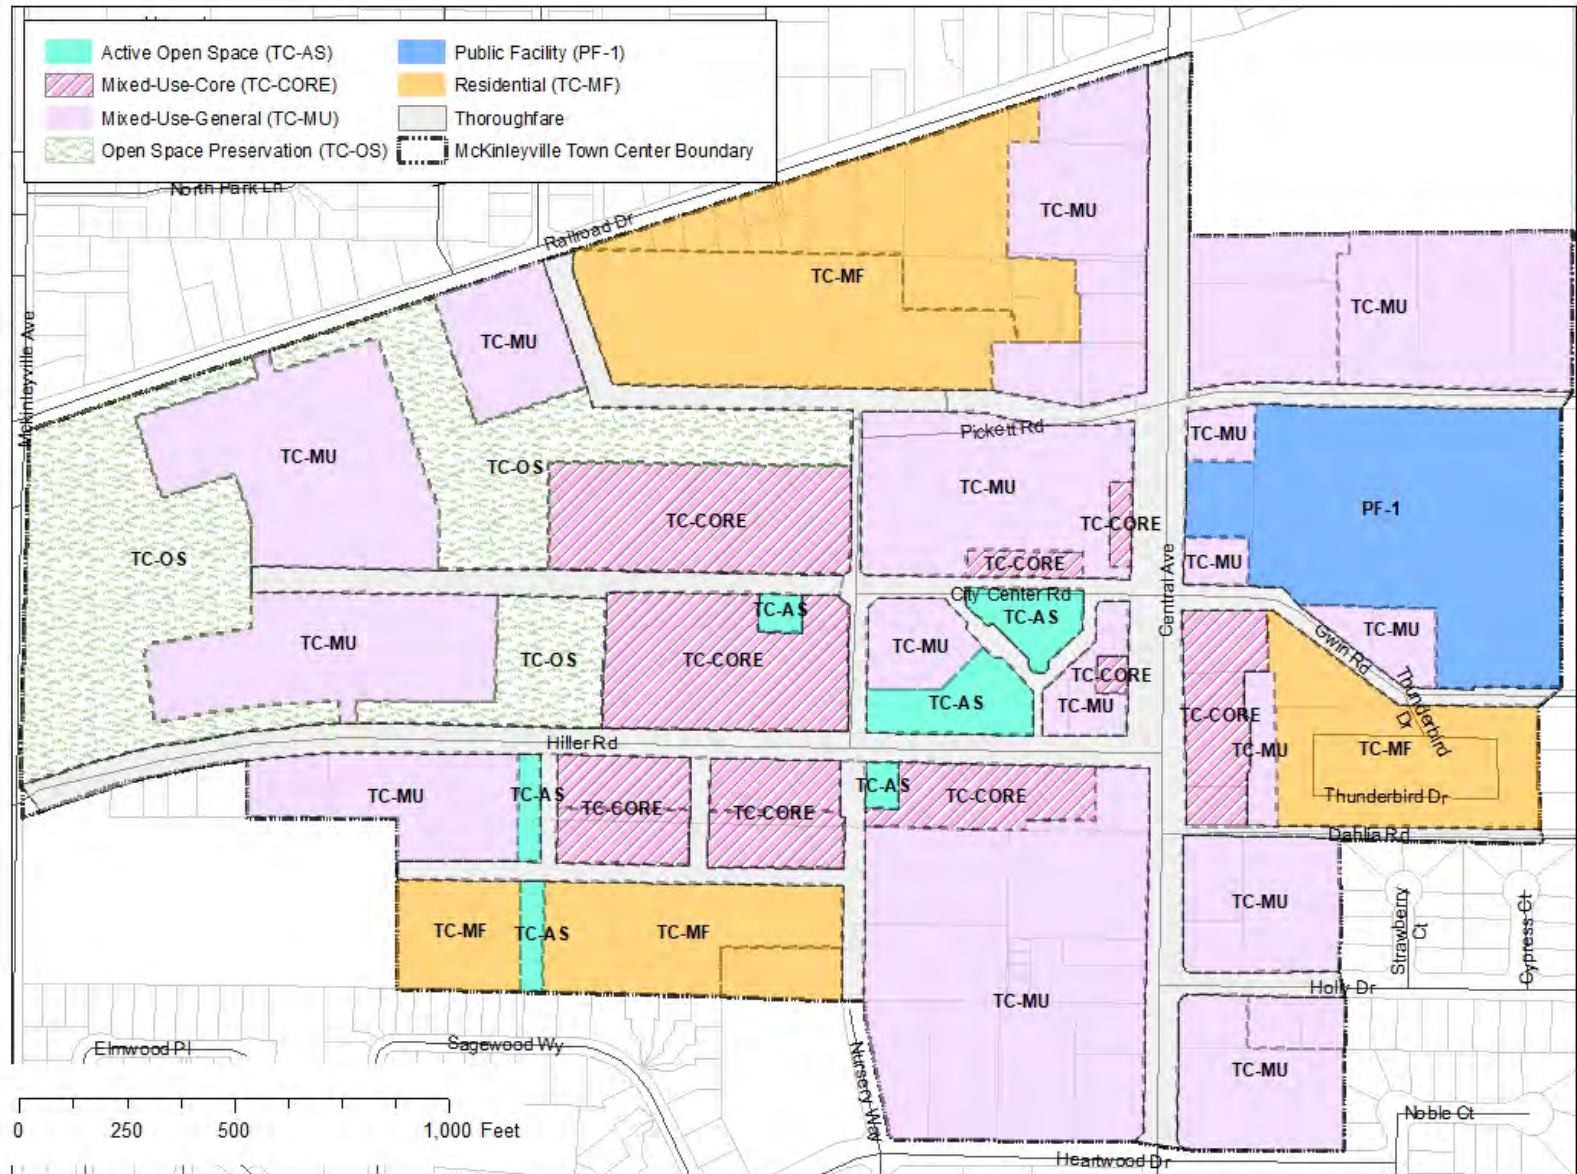 Active Open Space (TC-AS)
Public Facility (PF-1)
Mixed-Use-Core (TC-CORE)
Residential (TC-MF)
Mixed-Use-General (TC-MU)
Thoroughfare
Open Space Preservation (TC-OS)
McKinleyville Town Center Boundary
North Park Ln
Railroad Dr
Mckinleyville Ave
TC-MU
TC-MF
TC-MU
TC-MU
TC-MU
Pickett Rd
TC-MU
TC-MU
TC-OS
TC-MU
PF-1
TC-CORE
TC-CORE
TC-OS
TC-CORE
TC-MU
Central Ave
City Center Rd
TC-AS
TC-AS
TC-MU
Gwin Rd
TC-MU
TC-MU
TC-OS
TC-CORE
TC-CORE
Thunderbird Dr
TC-AS
TC-MU
TC-CORE
Hiller Rd
TC-MU
TC-MF
TC-MU
TC-AS
TC-CORE
TC-CORE
TC-AS
TC-CORE
Thunderbird Dr
Dahlia Rd
TC-MU
Strawberry Ct
Cypress Ct
TC-MF
TC-AS
TC-MF
Holly Dr
TC-MU
Elmwood Pl
Sagewood Wy
Nursery Way
TC-MU
Noble Ct
Heartwood Dr
0 250 500 1,000 Feet